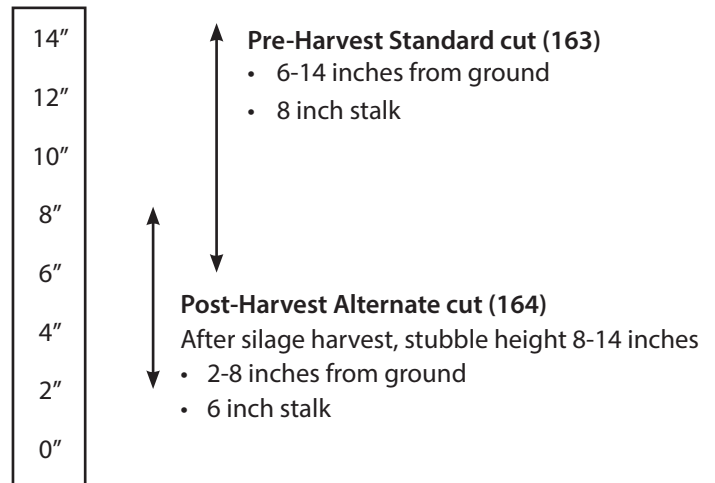 14”
12”
10”
8”
6”
4”
2”
0”
Pre-Harvest Standard cut (163)
• 6-14 inches from ground
• 8 inch stalk
Post-Harvest Alternate cut (164)
After silage harvest, stubble height 8-14 inches
• 2-8 inches from ground
• 6 inch stalk